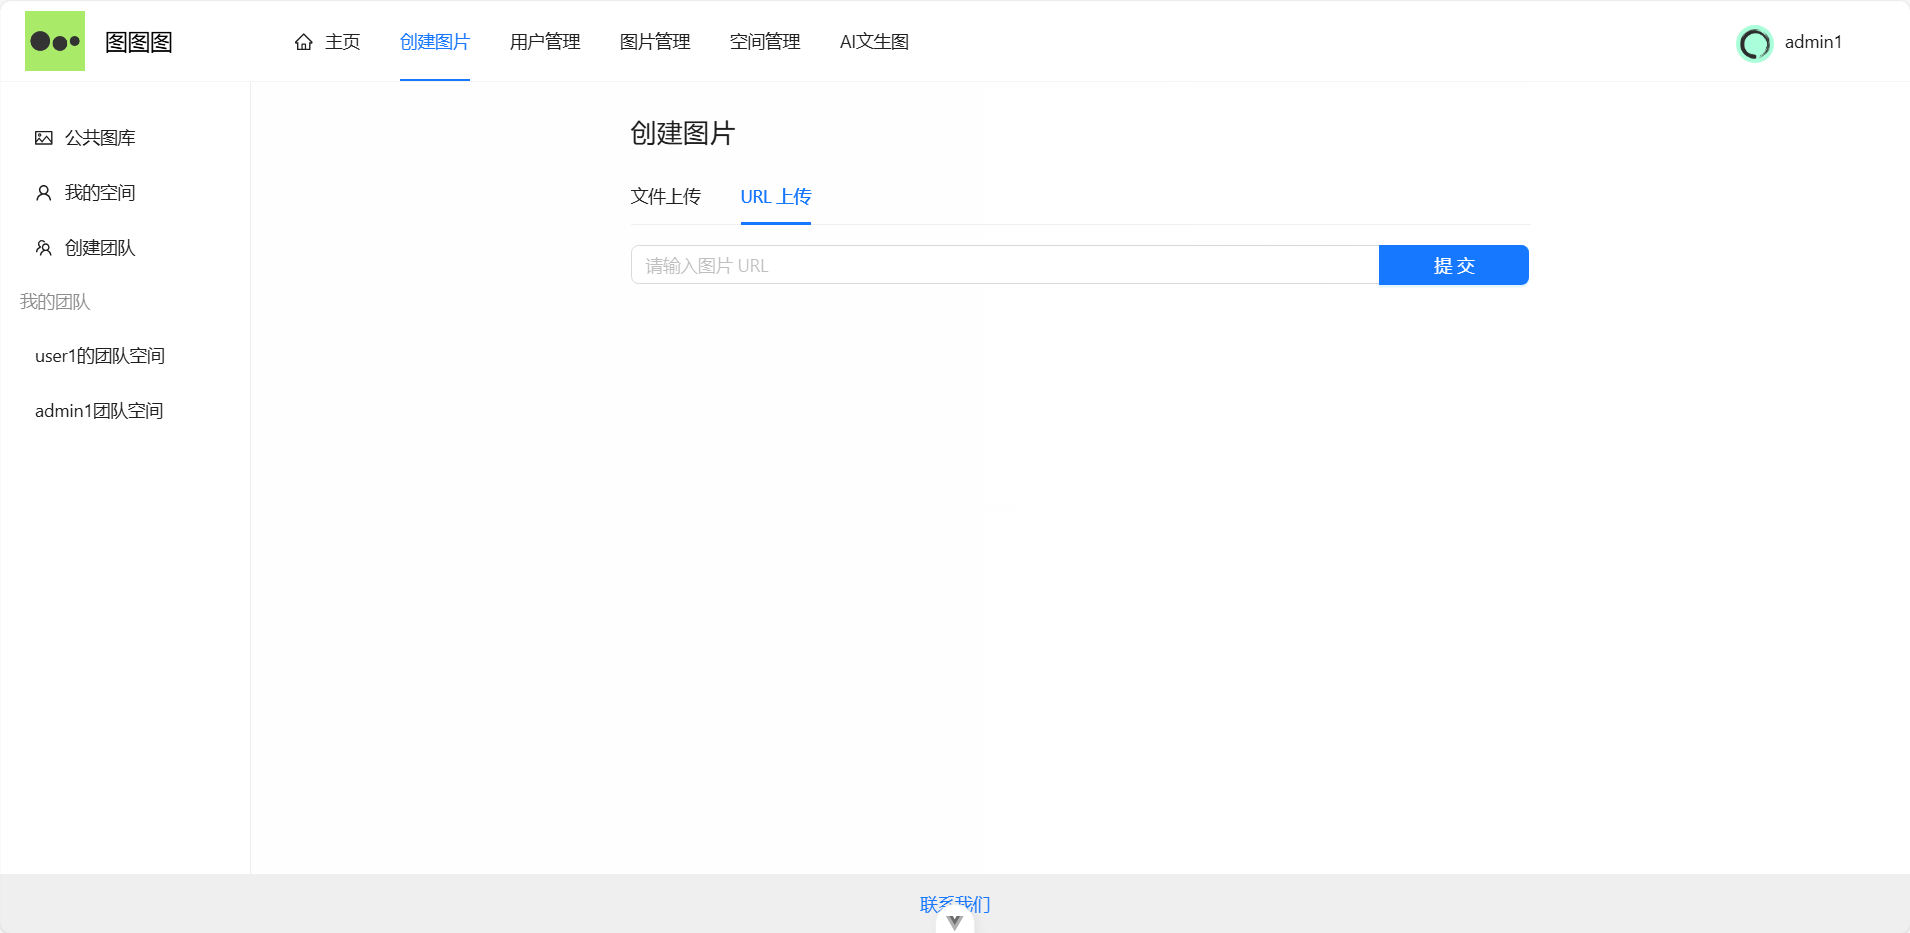 图图图
主页
创建图片
用户管理
图片管理
空间管理
AI文生图
admin1
公共图库
我的空间
创建团队
我的团队
user1的团队空间
admin1团队空间
创建图片
文件上传
URL 上传
请输入图片 URL
提 交
联系我们